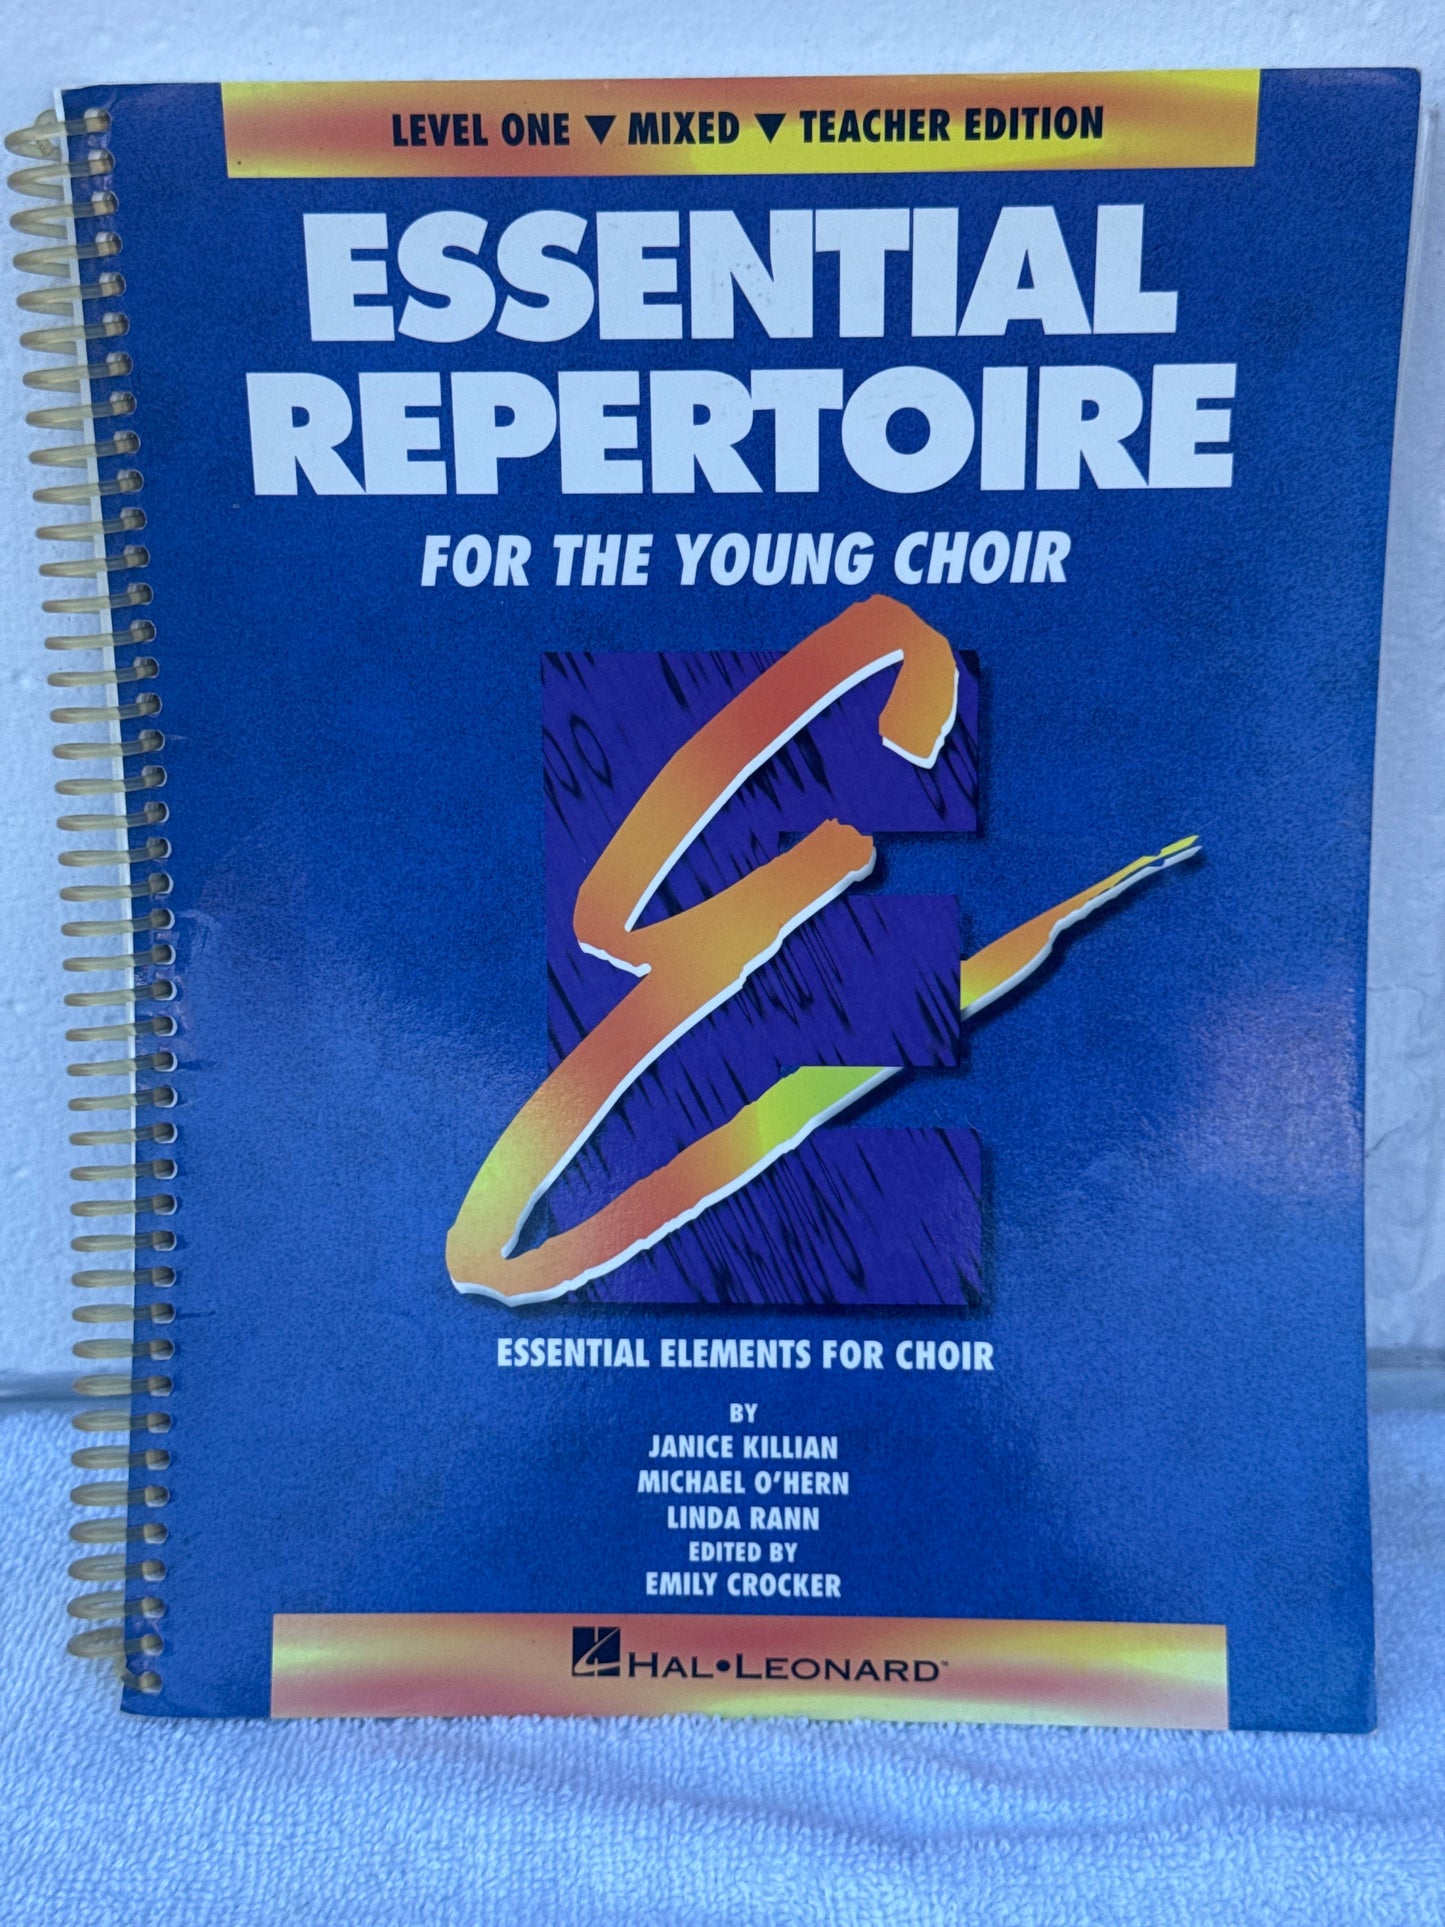 LEVEL ONE ▼ MIXED ▼ TEACHER EDITION
ESSENTIAL
REPERTOIRE
FOR THE YOUNG CHOIR
E
ESSENTIAL ELEMENTS FOR CHOIR
BY
JANICE KILLIAN
MICHAEL O'HERN
LINDA RANN
EDITED BY
EMILY CROCKER
HAL•LEONARD™